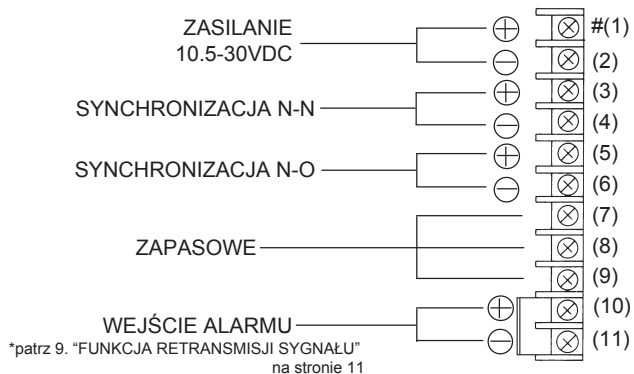 ZASILANIE
10.5-30VDC
SYNCHRONIZACJA N-N
SYNCHRONIZACJA N-O
ZAPASOWE
WEJŚCIE ALARMU
*patrz 9. “FUNKCJA RETRANSMISJI SYGNAŁU”
na stronie 11
#(1)
(2)
(3)
(4)
(5)
(6)
(7)
(8)
(9)
(10)
(11)